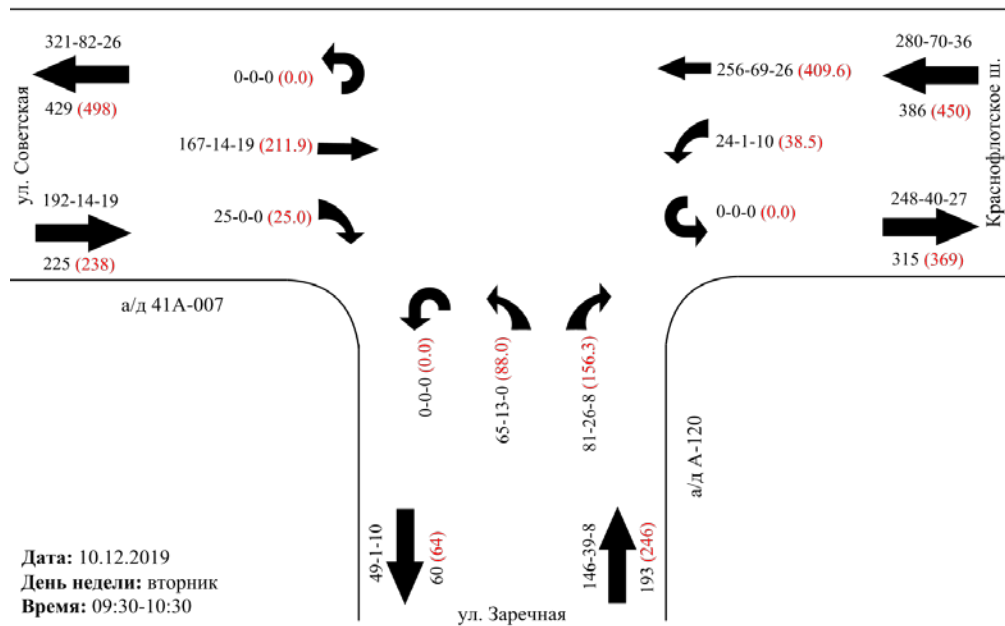 321-82-26
429 (498)
ул. Советская
192-14-19
225 (238)
0-0-0 (0.0)
167-14-19 (211.9)
25-0-0 (25.0)
256-69-26 (409.6)
24-1-10 (38.5)
0-0-0 (0.0)
280-70-36
386 (450)
Краснофлотское ш.
248-40-27
315 (369)
а/д 41А-007
0-0-0 (0.0)
65-13-0 (88.0)
81-26-8 (156.3)
а/д А-120
49-1-10
60 (64)
146-39-8
193 (246)
Дата: 10.12.2019
День недели: вторник
Время: 09:30-10:30
ул. Заречная